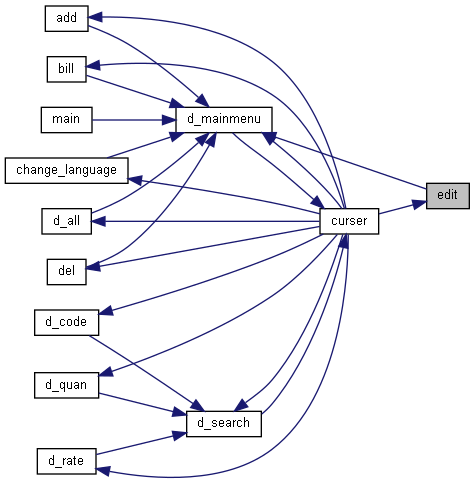 add
bill
main
d_mainmenu
change_language
edit
d_all
curser
del
d_code
d_quan
d_search
d_rate